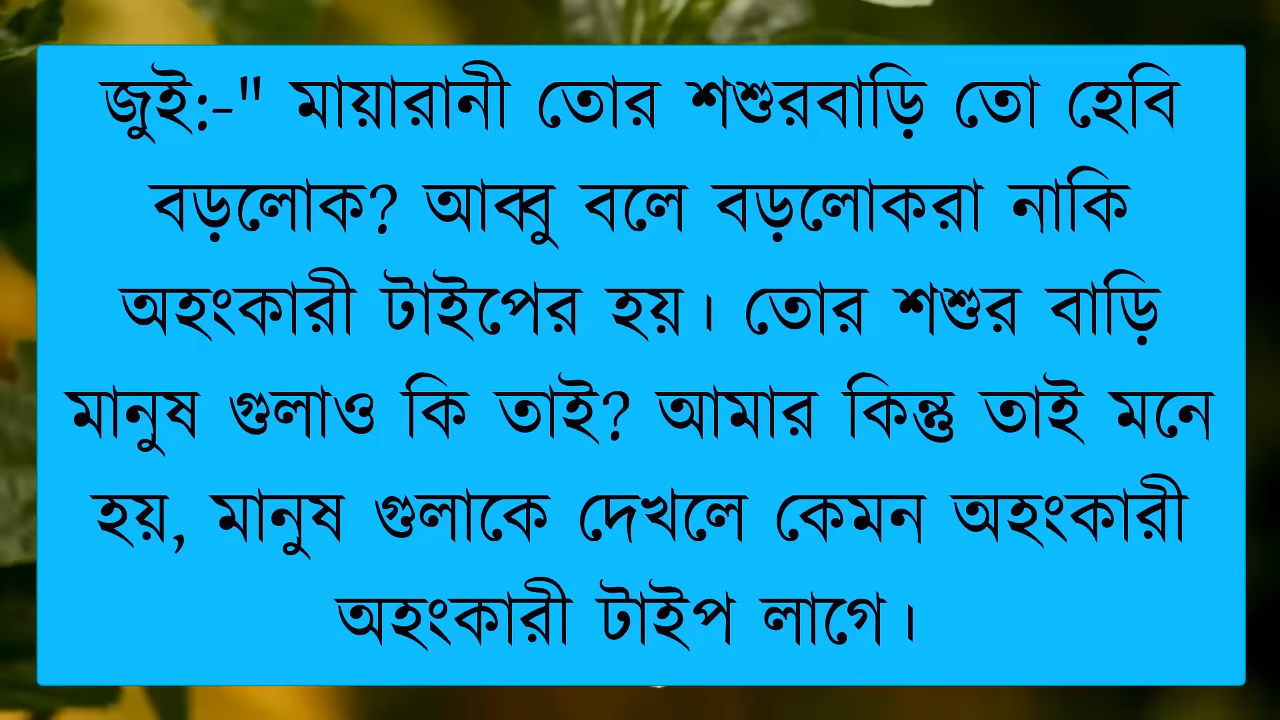 জুই:-" মায়ারানী তোর শশুরবাড়ি তো হেবি
বড়লোক? আব্বু বলে বড়লোকরা নাকি
অহংকারী টাইপের হয়। তোর শশুর বাড়ি
মানুষ গুলাও কি তাই? আমার কিন্তু তাই মনে
হয়, মানুষ গুলাকে দেখলে কেমন অহংকারী
অহংকারী টাইপ লাগে।